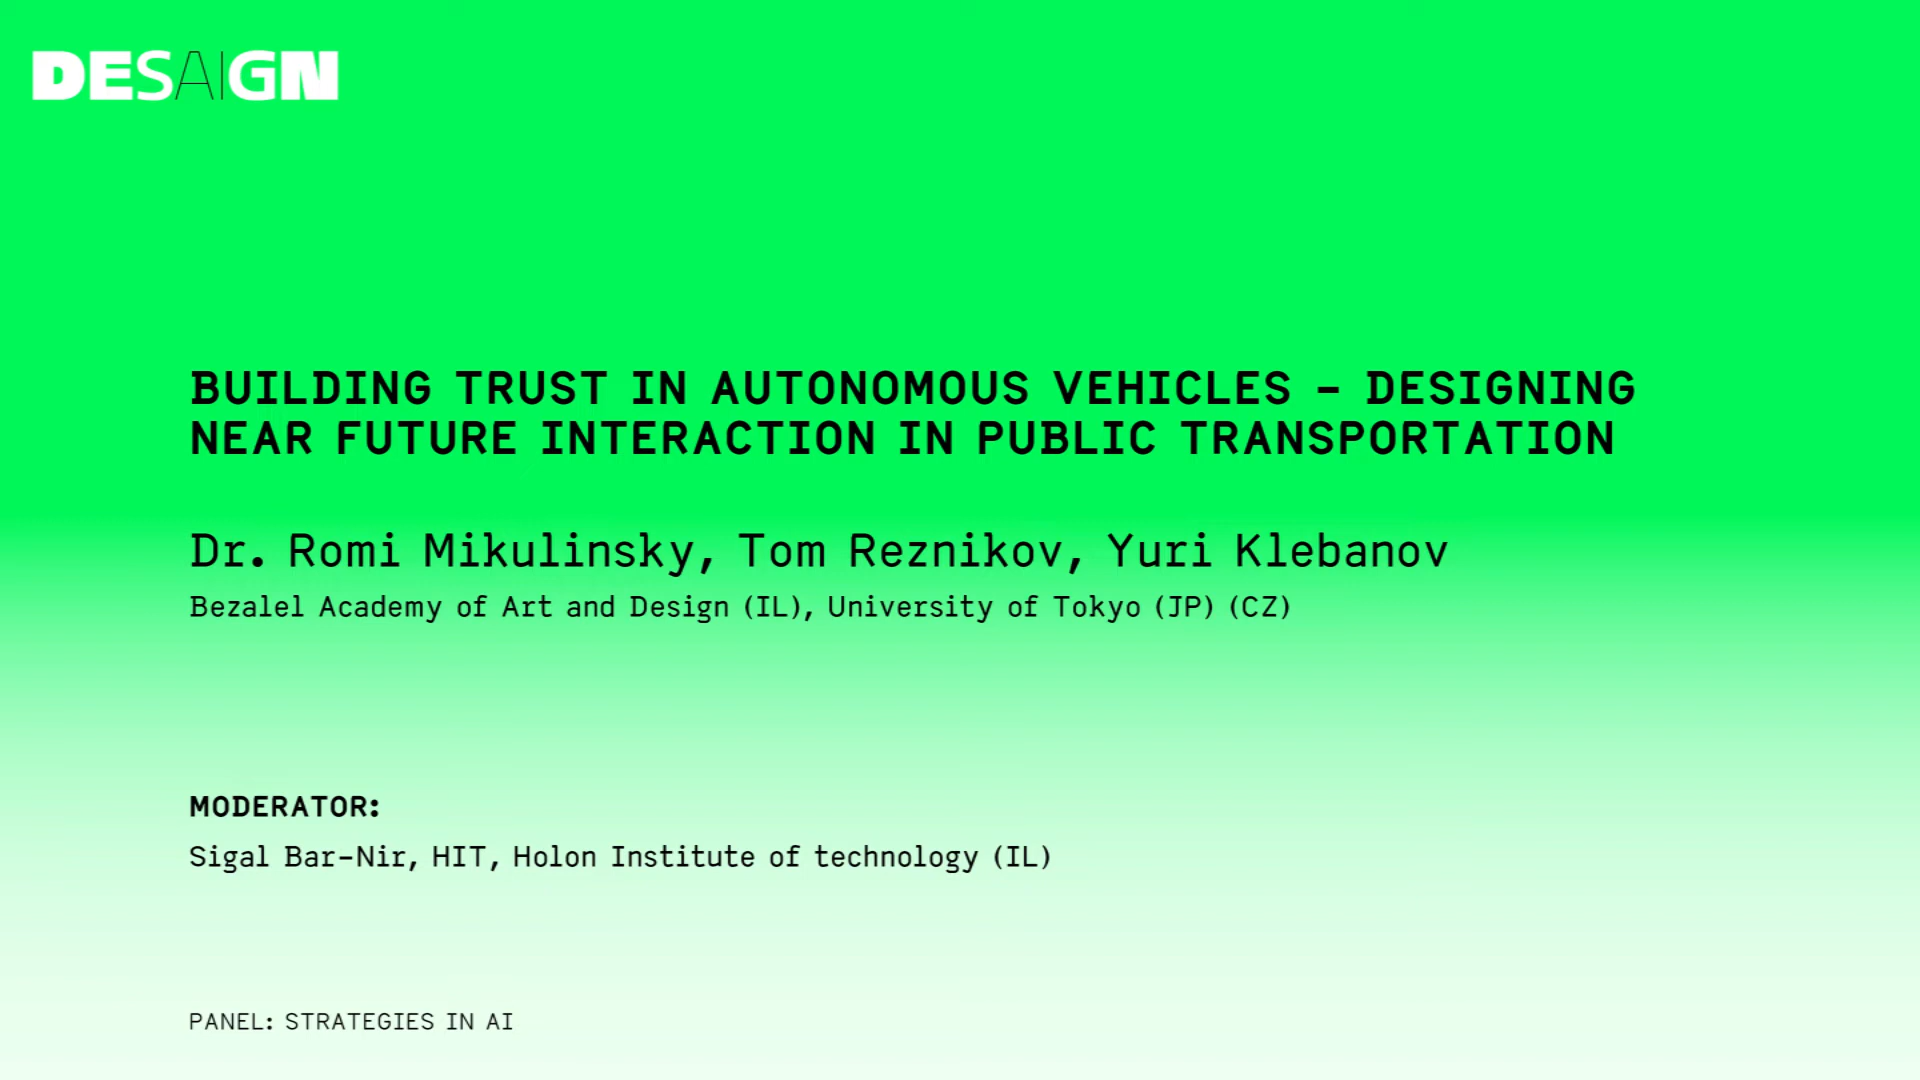 DESAIGN
BUILDING TRUST IN AUTONOMOUS VEHICLES – DESIGNING
NEAR FUTURE INTERACTION IN PUBLIC TRANSPORTATION
Dr. Romi Mikulinsky, Tom Reznikov, Yuri Klebanov
Bezalel Academy of Art and Design (IL), University of Tokyo (JP) (CZ)
MODERATOR:
Sigal Bar-Nir, HIT, Holon Institute of technology (IL)
PANEL: STRATEGIES IN AI